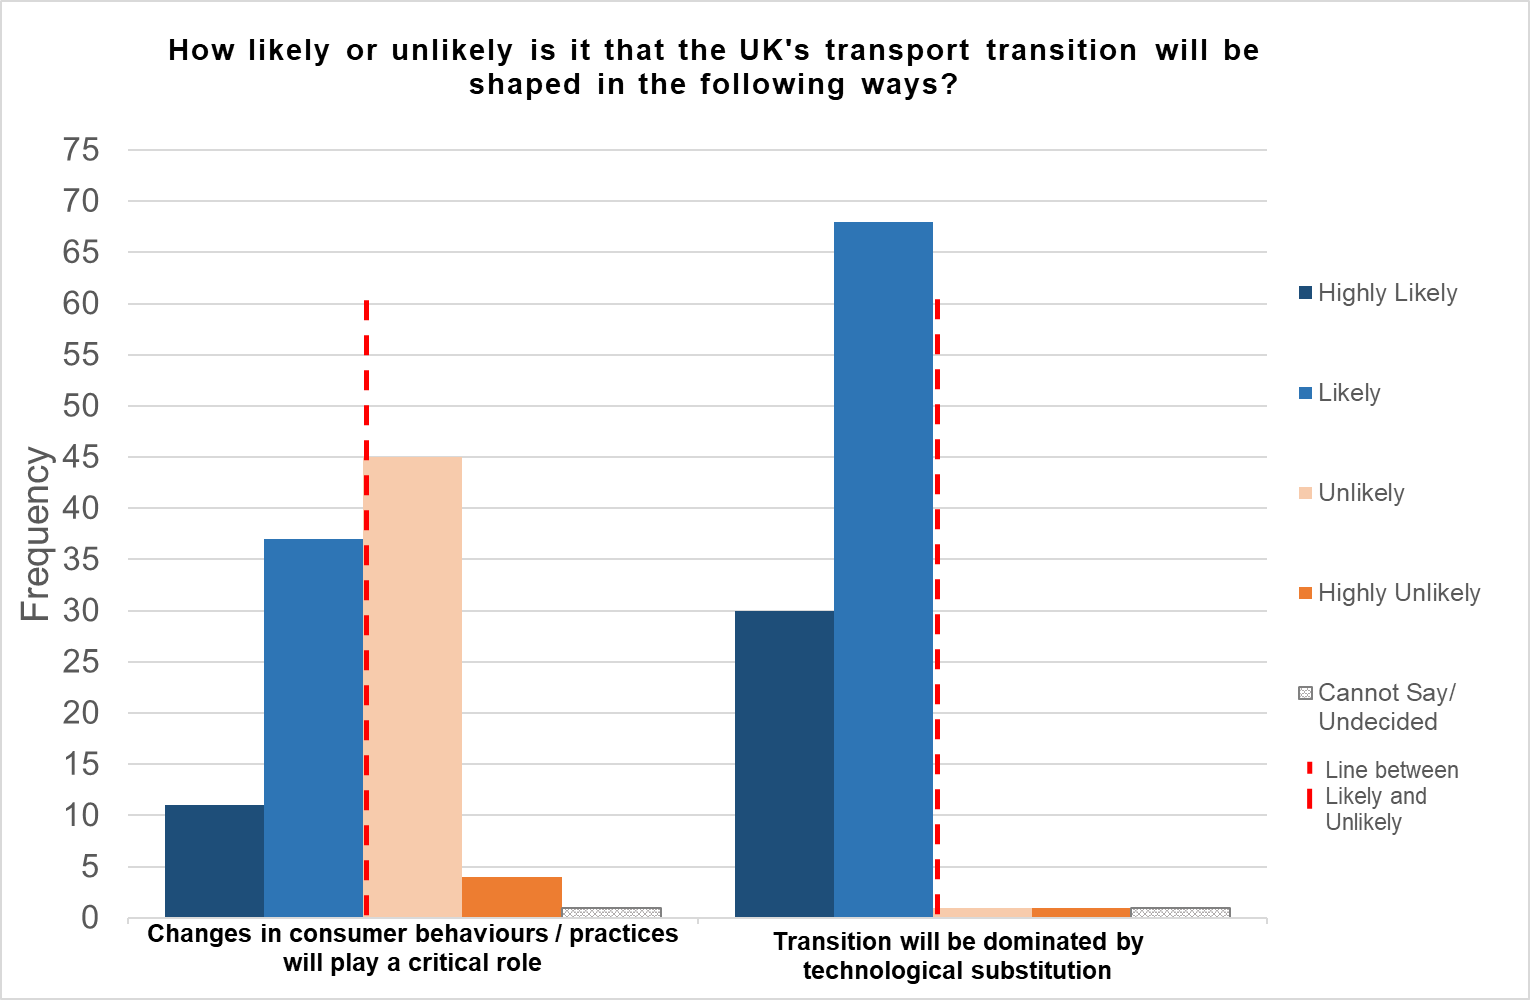 How likely or unlikely is it that the UK's transport transition will be
shaped in the following ways?
75
70
65
60
55
50
45
40
35
30
25
20
15
10
5
0
Frequency
Changes in consumer behaviours / practices
will play a critical role
Transition will be dominated by
technological substitution
Highly Likely
Likely
Unlikely
Highly Unlikely
Cannot Say/
Undecided
Line between
Likely and
Unlikely